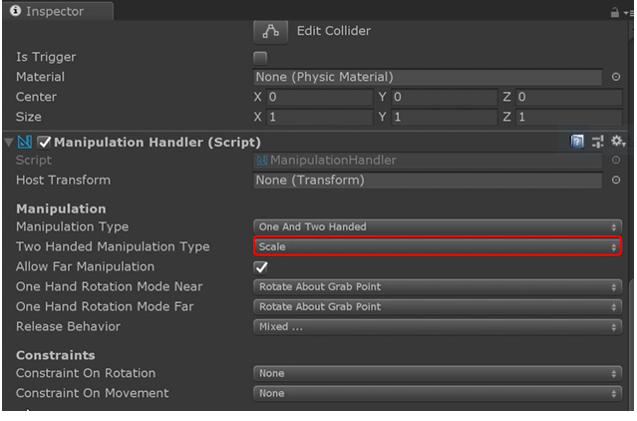 Inspector
Edit Collider
Is Trigger
Material None (Physic Material)
Center X 0 Y 0 Z 0
Size X 1 Y 1 Z 1
Manipulation Handler (Script)
Script ManipulationHandler
Host Transform None (Transform)
Manipulation
Manipulation Type One And Two Handed
Two Handed Manipulation Type Scale
Allow Far Manipulation
One Hand Rotation Mode Near Rotate About Grab Point
One Hand Rotation Mode Far Rotate About Grab Point
Release Behavior Mixed ...
Constraints
Constraint On Rotation None
Constraint On Movement None